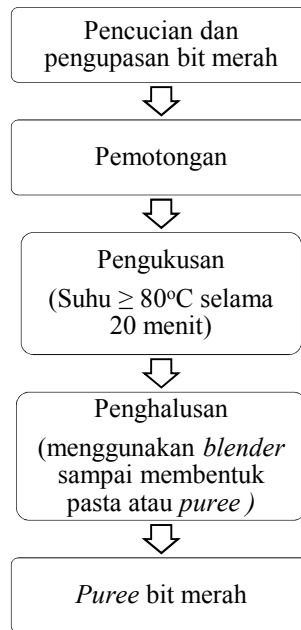 Pencucian dan
pengupasan bit merah
Pemotongan
Pengukusan
(Suhu ≥ 80°C selama
20 menit)
Penghalusan
(menggunakan blender
sampai membentuk
pasta atau puree )
Puree bit merah